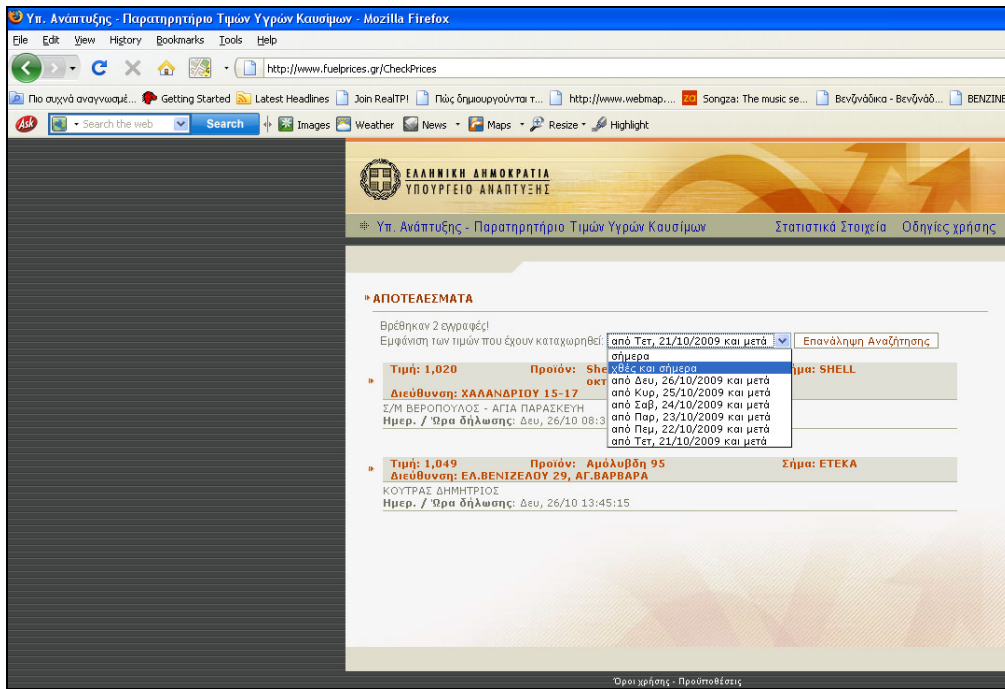 Υπ. Ανάπτυξης - Παρατηρητήριο Τιμών Υγρών Καυσίμων - Mozilla Firefox
File Edit View History Bookmarks Tools Help
http://www.fuelprices.gr/CheckPrices
Πιο συχνά αναγνωσμέ... Getting Started Latest Headlines Join RealTPI Πώς δημιουργούνται τ... http://www.webmap.... Songza: The music se... Βενζινάδικα - Βενζινάδ... BENZINE
Ask Search the web Search Images Weather News Maps Resize Highlight
ΕΛΛΗΝΙΚΗ ΔΗΜΟΚΡΑΤΙΑ
ΥΠΟΥΡΓΕΙΟ ΑΝΑΠΤΥΞΗΣ
Υπ. Ανάπτυξης - Παρατηρητήριο Τιμών Υγρών Καυσίμων Στατιστικά Στοιχεία Οδηγίες χρήσης
ΑΠΟΤΕΛΕΣΜΑΤΑ
Βρέθηκαν 2 εγγραφές!
Εμφάνιση των τιμών που έχουν καταχωρηθεί: από Τετ, 21/10/2009 και μετά Επανάληψη Αναζήτησης
σήμερα
χθές και σήμερα
από Δευ, 26/10/2009 και μετά
από Κυρ, 25/10/2009 και μετά
από Σαβ, 24/10/2009 και μετά
από Παρ, 23/10/2009 και μετά
από Πεμ, 22/10/2009 και μετά
από Τετ, 21/10/2009 και μετά
Τιμή: 1,020 Προϊόν: She ήμα: SHELL
οκτ
Διεύθυνση: ΧΑΛΑΝΔΡΙΟΥ 15-17
Σ/Μ ΒΕΡΟΠΟΥΛΟΣ - ΑΓΙΑ ΠΑΡΑΣΚΕΥΗ
Ημερ. / Ώρα δήλωσης: Δευ, 26/10 08:3
Τιμή: 1,049 Προϊόν: Αμόλυβδη 95 Σήμα: ETEKA
Διεύθυνση: ΕΛ.ΒΕΝΙΖΕΛΟΥ 29, ΑΓ.ΒΑΡΒΑΡΑ
ΚΟΥΤΡΑΣ ΔΗΜΗΤΡΙΟΣ
Ημερ. / Ώρα δήλωσης: Δευ, 26/10 13:45:15
Όροι χρήσης - Προϋποθέσεις